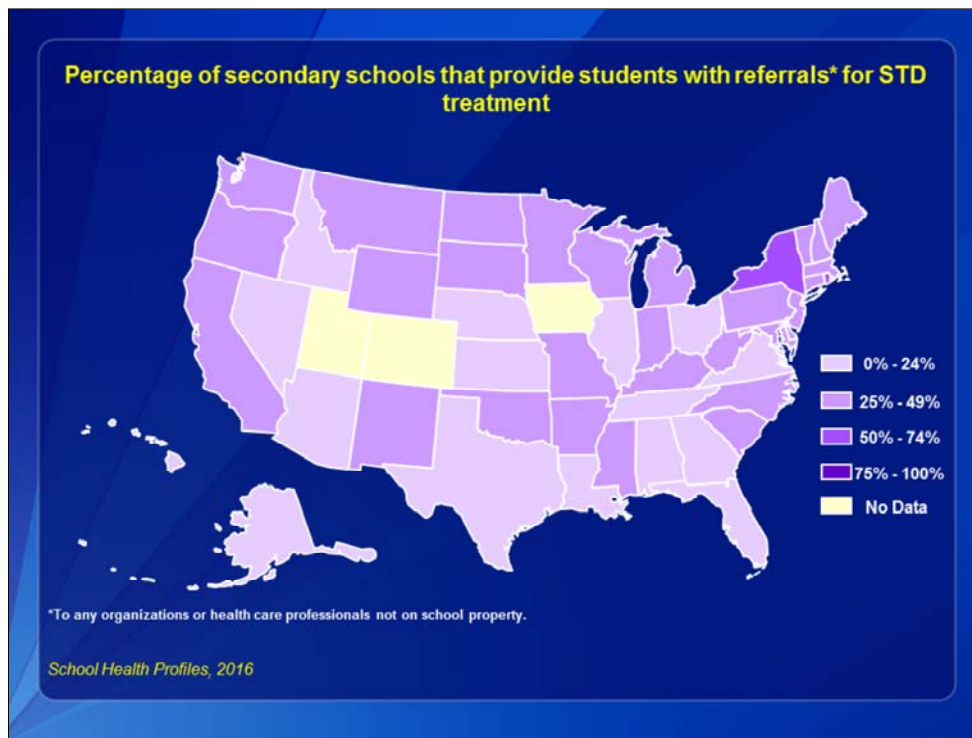 Percentage of secondary schools that provide students with referrals* for STD
treatment
0% - 24%
25% - 49%
50% - 74%
75% - 100%
No Data
*To any organizations or health care professionals not on school property.
School Health Profiles, 2016